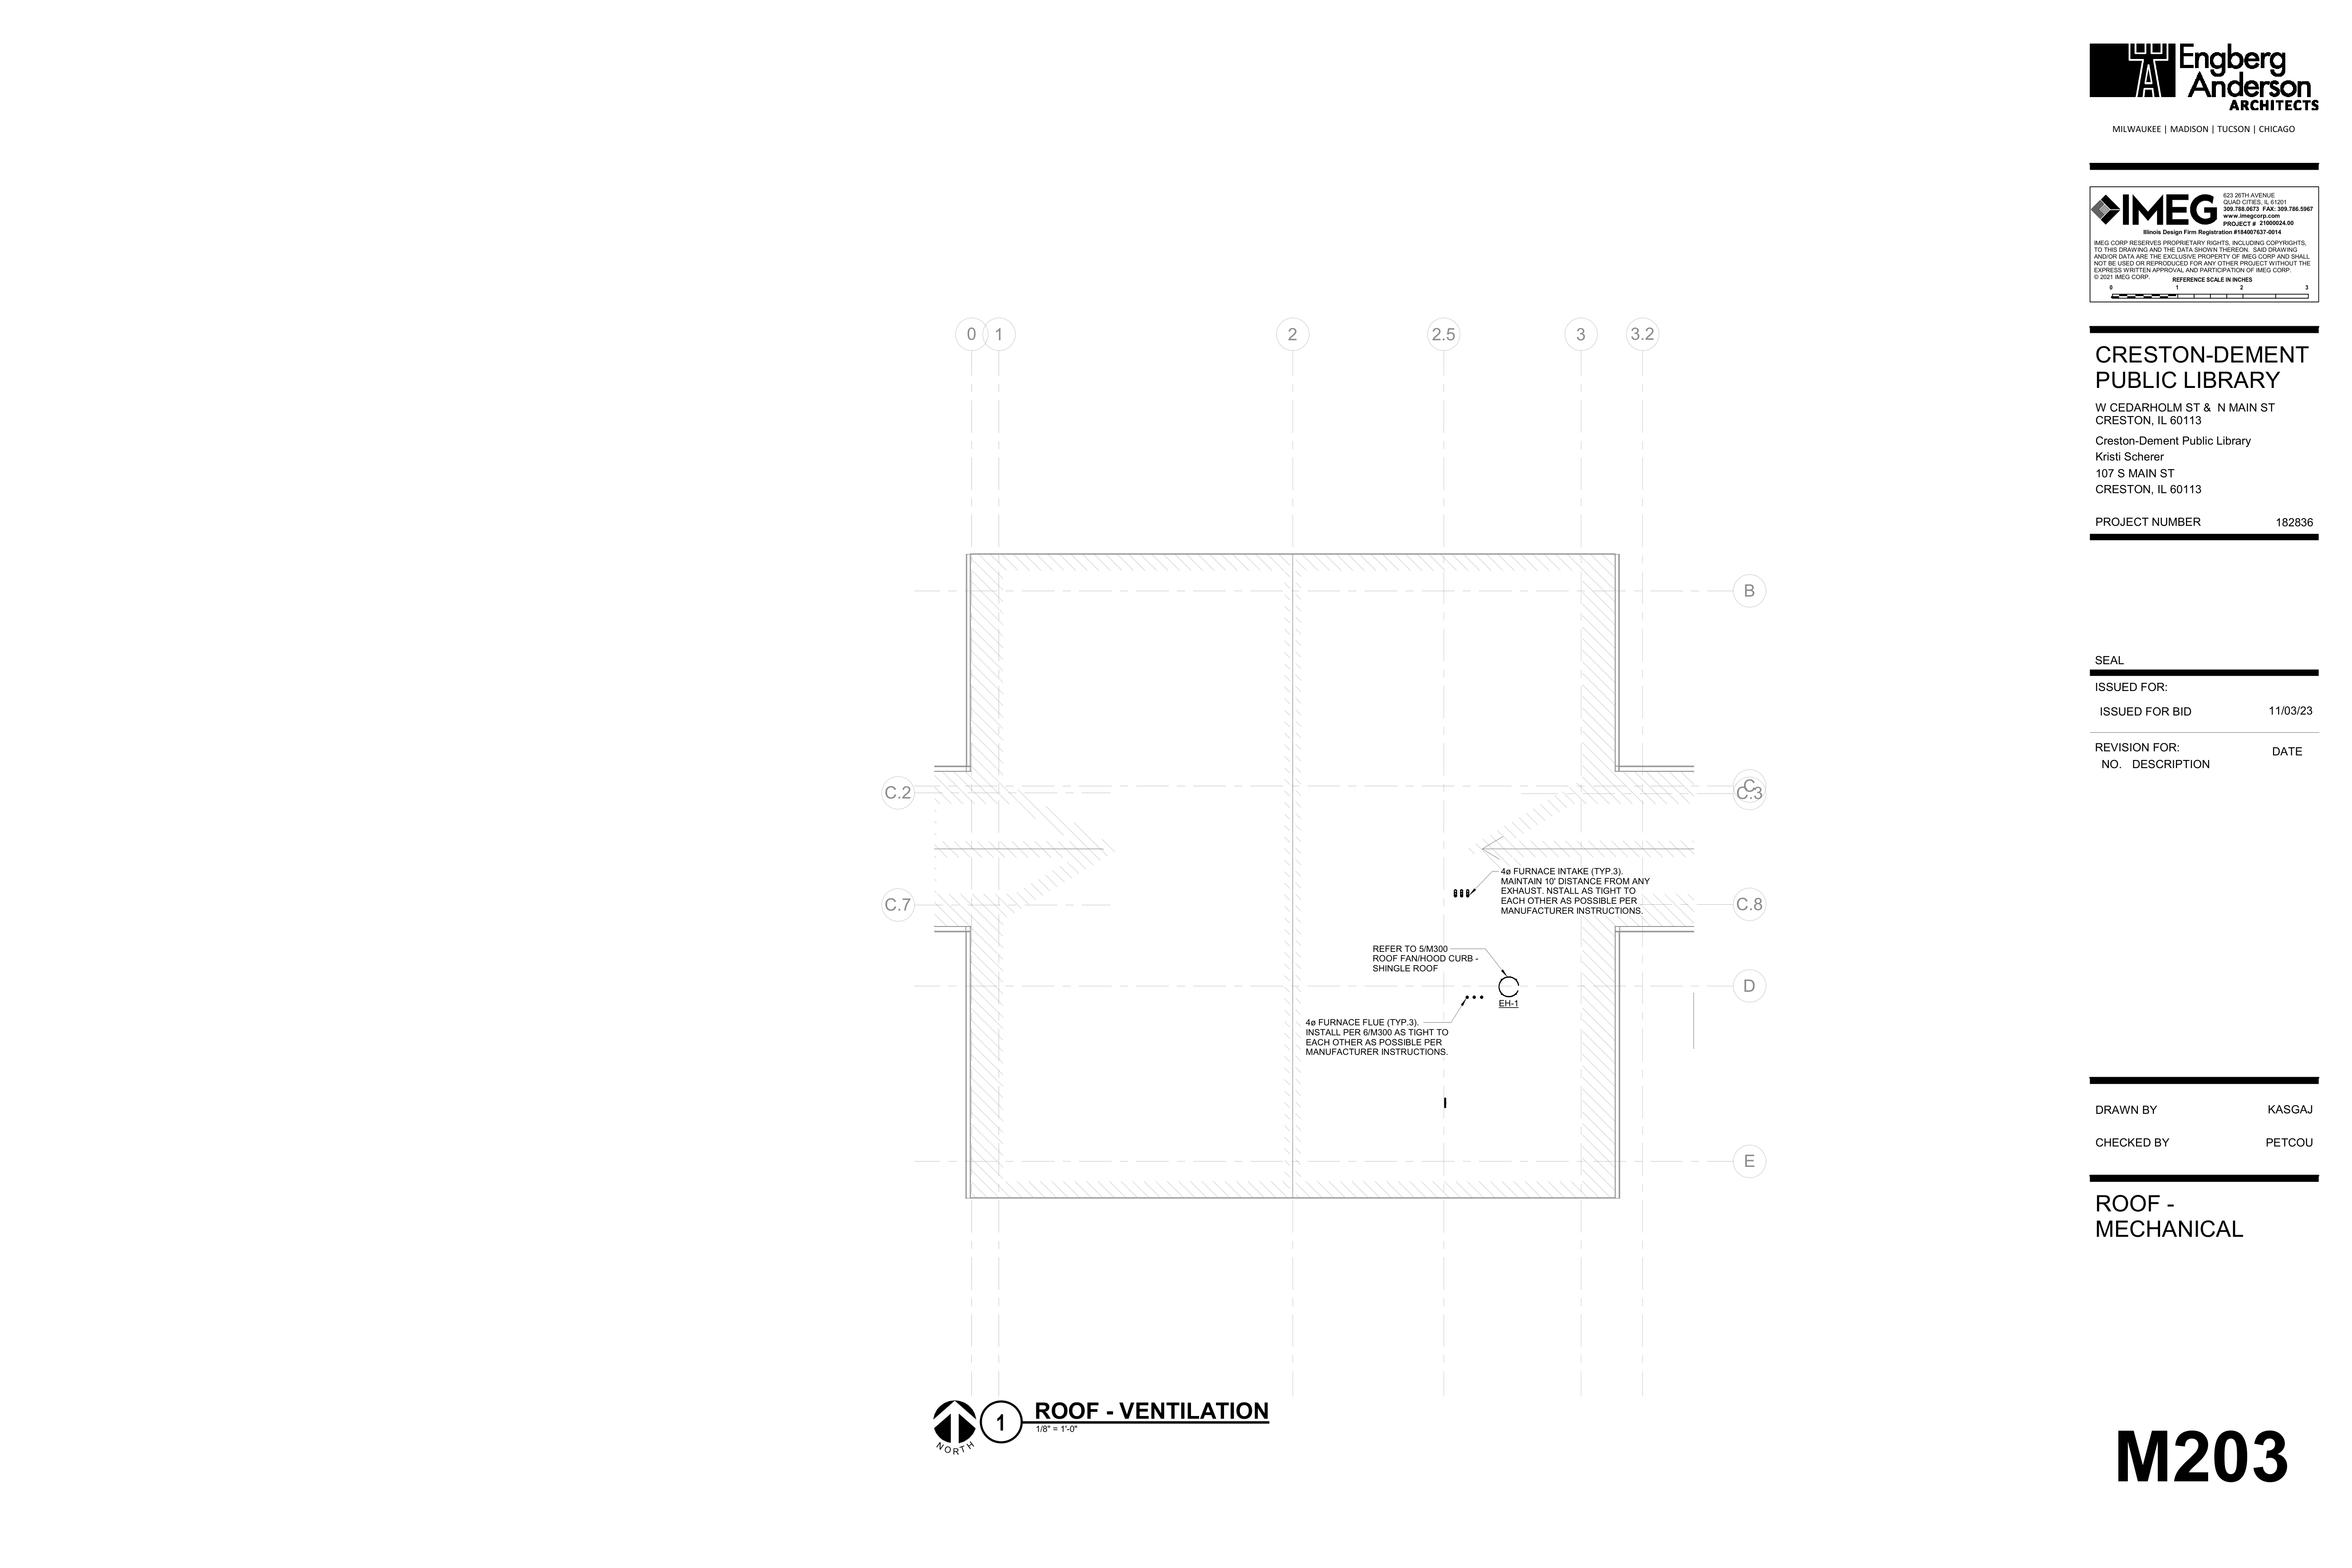 Engberg
Anderson
ARCHITECTS
MILWAUKEE | MADISON | TUCSON | CHICAGO
IMEG
623 26TH AVENUE
QUAD CITIES, IL 61201
309.788.0673 FAX: 309.786.5967
www.imegcorp.com
PROJECT # 21000024.00
Illinois Design Firm Registration #184007637-0014
IMEG CORP RESERVES PROPRIETARY RIGHTS, INCLUDING COPYRIGHTS,
TO THIS DRAWING AND THE DATA SHOWN THEREON. SAID DRAWING
AND/OR DATA ARE THE EXCLUSIVE PROPERTY OF IMEG CORP AND SHALL
NOT BE USED OR REPRODUCED FOR ANY OTHER PROJECT WITHOUT THE
EXPRESS WRITTEN APPROVAL AND PARTICIPATION OF IMEG CORP.
© 2021 IMEG CORP.
REFERENCE SCALE IN INCHES
0 1 2 3
CRESTON-DEMENT
PUBLIC LIBRARY
W CEDARHOLM ST & N MAIN ST
CRESTON, IL 60113
Creston-Dement Public Library
Kristi Scherer
107 S MAIN ST
CRESTON, IL 60113
PROJECT NUMBER 182836
SEAL
ISSUED FOR:
ISSUED FOR BID 11/03/23
REVISION FOR:
NO. DESCRIPTION DATE
DRAWN BY KASGAJ
CHECKED BY PETCOU
ROOF -
MECHANICAL
M203
0 1 2 2.5 3 3.2
B
C
C.2 C.3
C.7 C.8
D
E
4ø FURNACE INTAKE (TYP.3).
MAINTAIN 10' DISTANCE FROM ANY
EXHAUST. NSTALL AS TIGHT TO
EACH OTHER AS POSSIBLE PER
MANUFACTURER INSTRUCTIONS.
REFER TO 5/M300
ROOF FAN/HOOD CURB -
SHINGLE ROOF
EH-1
4ø FURNACE FLUE (TYP.3).
INSTALL PER 6/M300 AS TIGHT TO
EACH OTHER AS POSSIBLE PER
MANUFACTURER INSTRUCTIONS.
NORTH
1
ROOF - VENTILATION
1/8" = 1'-0"